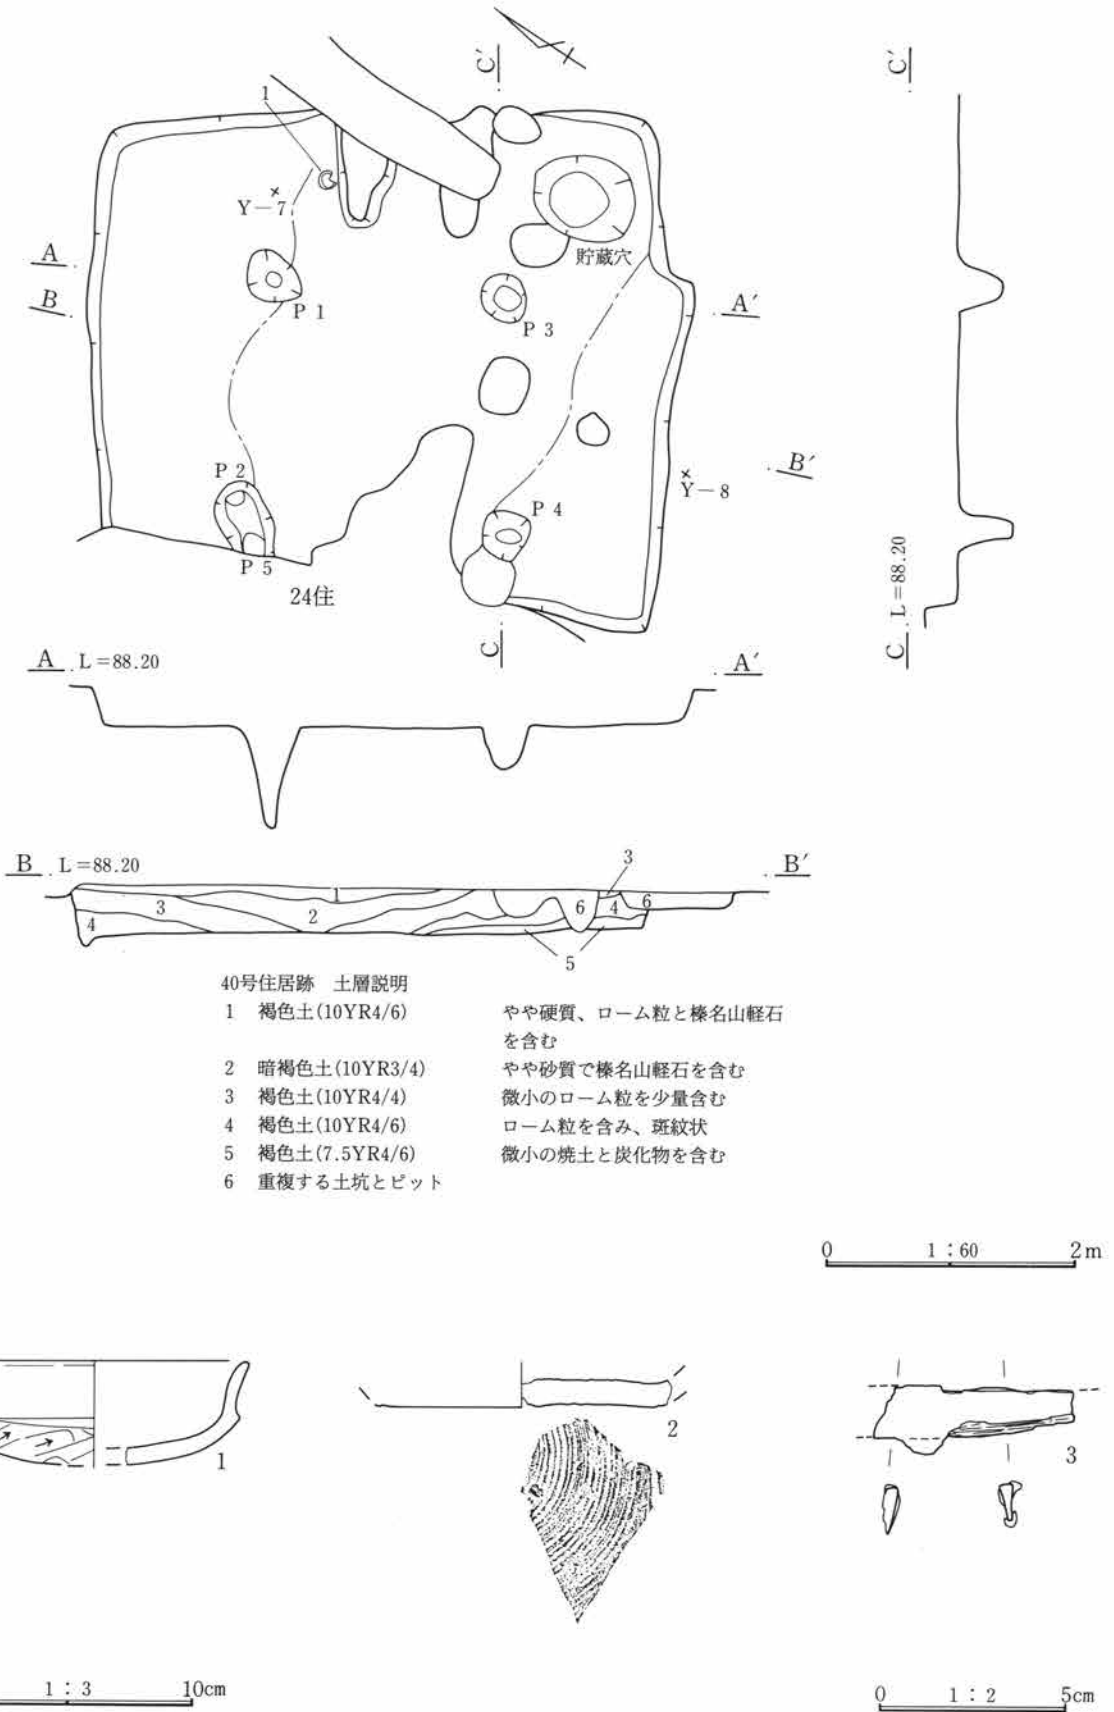 C′
C′
1
Y－7
A
B
貯蔵穴
P 1
P 3
A′
P 2
P 4
B′
Y－8
P 5
24住
C
C L＝88.20
A L＝88.20
A′
B L＝88.20
B′
3
1
3
2
4
6
4
6
5
40号住居跡　土層説明
1 褐色土(10YR4/6) やや硬質、ローム粒と榛名山軽石
を含む
2 暗褐色土(10YR3/4) やや砂質で榛名山軽石を含む
3 褐色土(10YR4/4) 微小のローム粒を少量含む
4 褐色土(10YR4/6) ローム粒を含み、斑紋状
5 褐色土(7.5YR4/6) 微小の焼土と炭化物を含む
6 重複する土坑とピット
0 1：60 2m
1
2
3
1：3 10cm
0 1：2 5cm